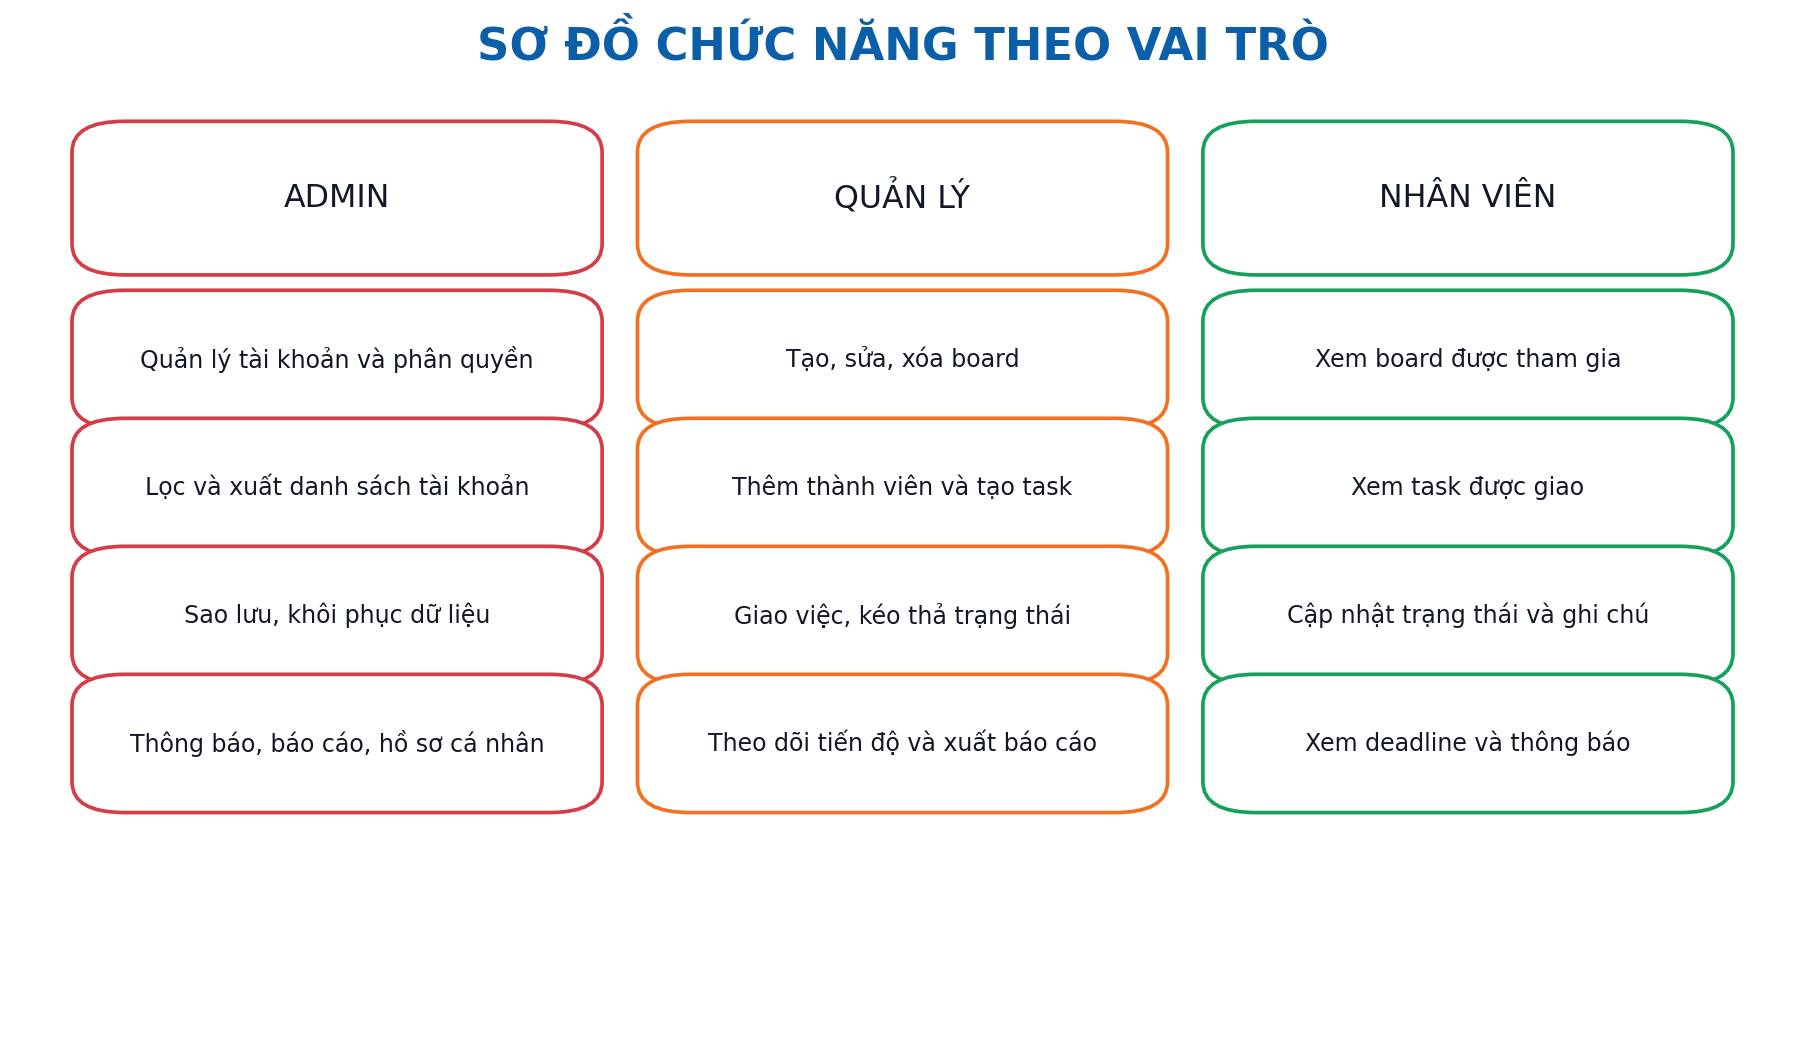 SƠ ĐỒ CHỨC NĂNG THEO VAI TRÒ
ADMIN
QUẢN LÝ
NHÂN VIÊN
Quản lý tài khoản và phân quyền
Tạo, sửa, xóa board
Xem board được tham gia
Lọc và xuất danh sách tài khoản
Thêm thành viên và tạo task
Xem task được giao
Sao lưu, khôi phục dữ liệu
Giao việc, kéo thả trạng thái
Cập nhật trạng thái và ghi chú
Thông báo, báo cáo, hồ sơ cá nhân
Theo dõi tiến độ và xuất báo cáo
Xem deadline và thông báo